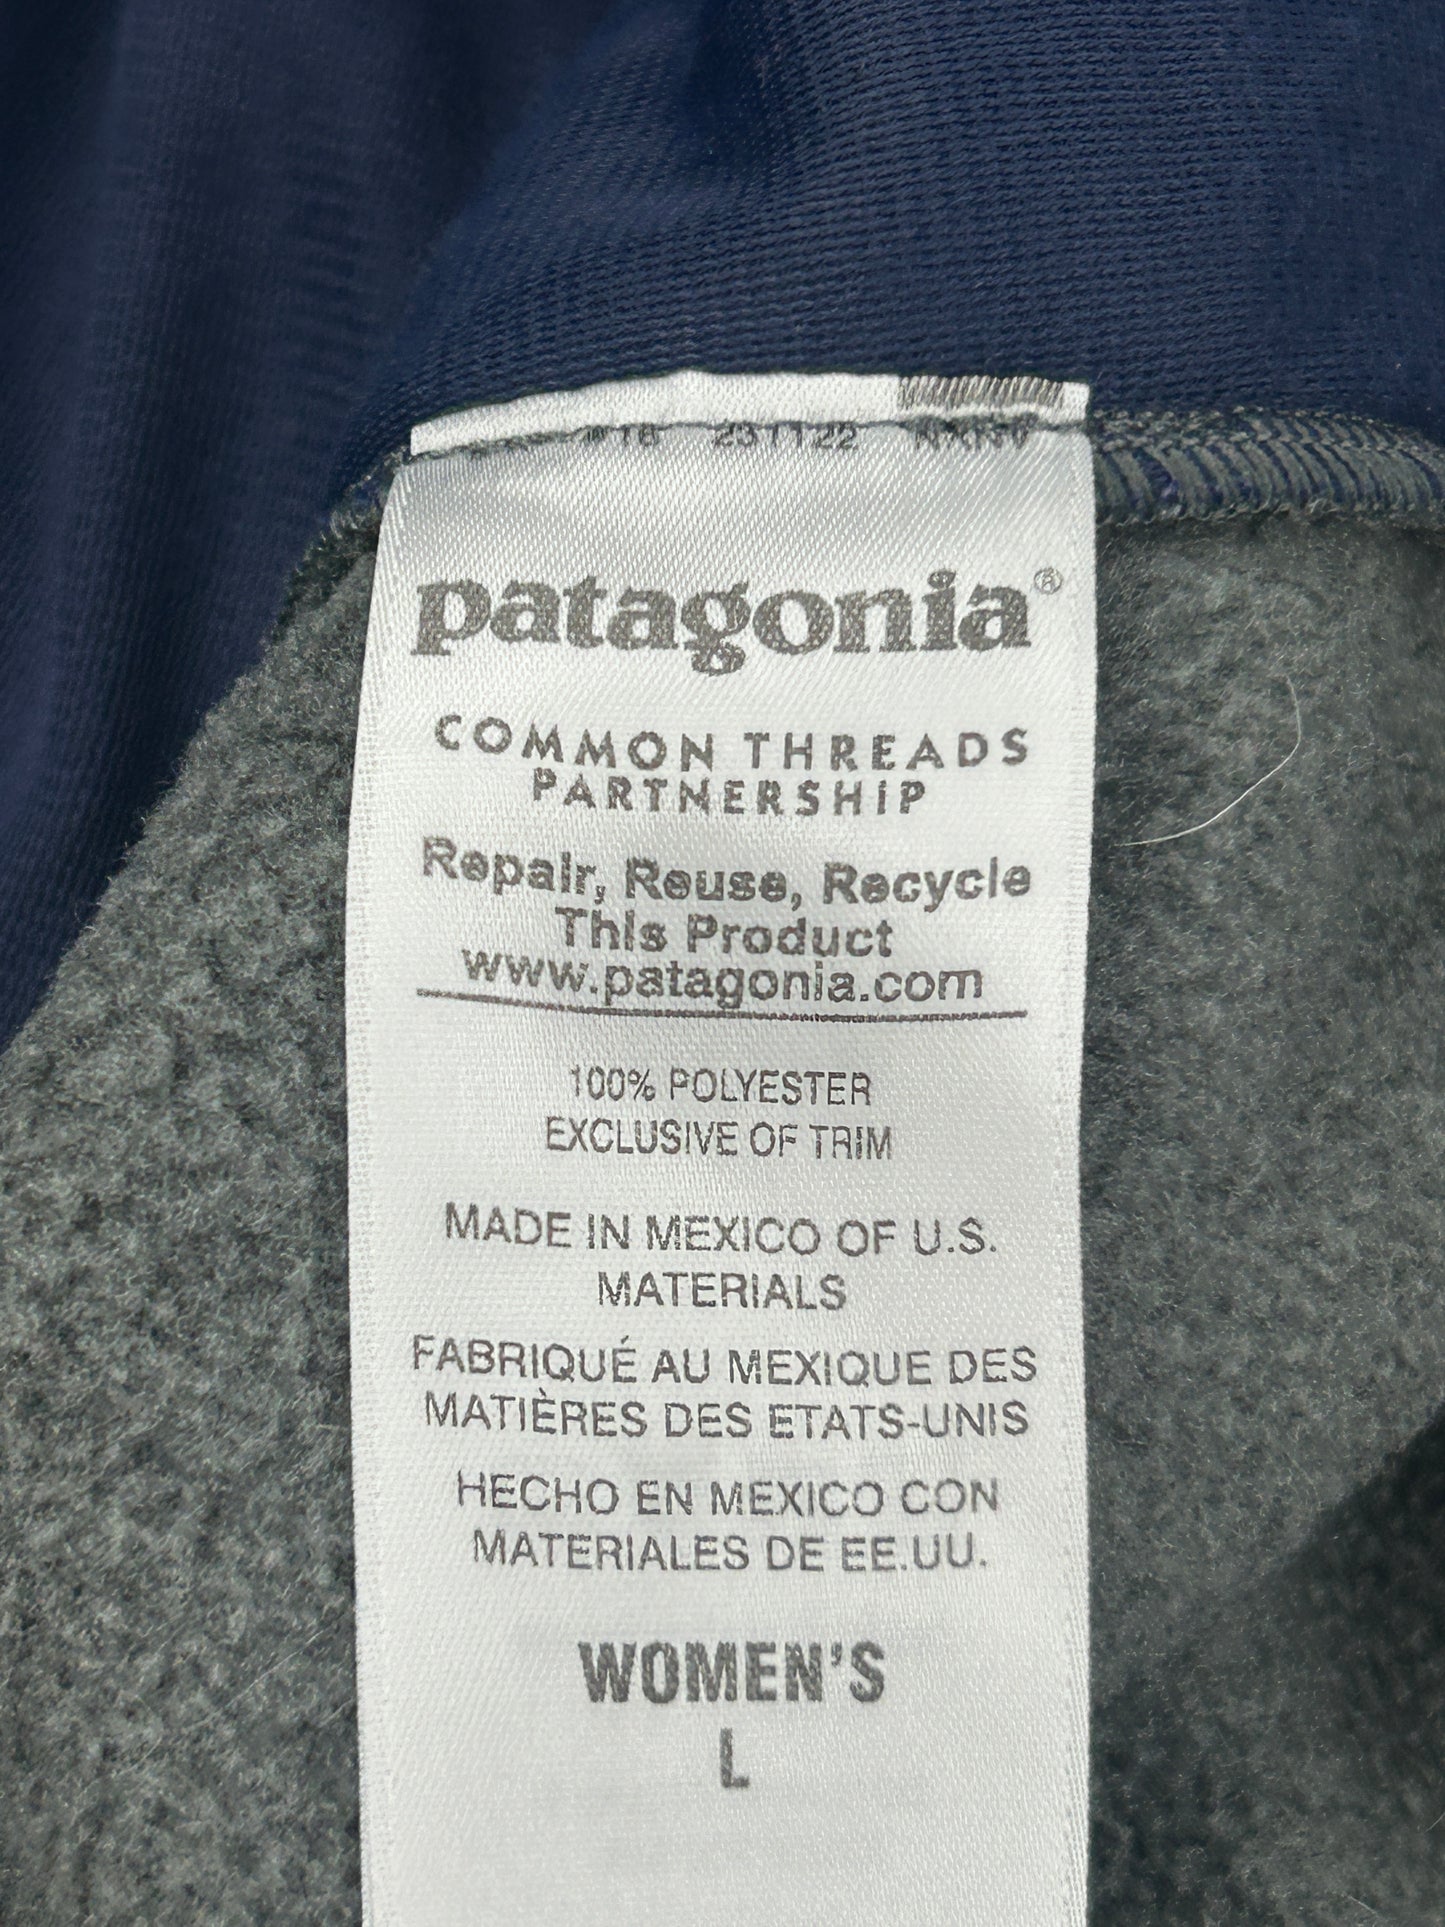 231122
patagonia®
COMMON THREADS
PARTNERSHIP
Repair, Reuse, Recycle
This Product
www.patagonia.com
100% POLYESTER
EXCLUSIVE OF TRIM
MADE IN MEXICO OF U.S.
MATERIALS
FABRIQUÉ AU MEXIQUE DES
MATIÈRES DES ETATS-UNIS
HECHO EN MEXICO CON
MATERIALES DE EE.UU.
WOMEN'S
L